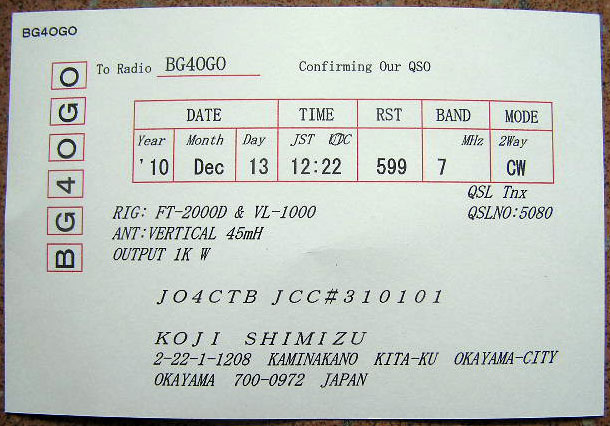 BG4OGO
To Radio BG4OGO Confirming Our QSO
BG4OGO
DATE TIME RST BAND MODE
Year Month Day JST UTC MHz 2Way
'10 Dec 13 12:22 599 7 CW
QSL Tnx
RIG: FT-2000D & VL-1000 QSLNO:5080
ANT:VERTICAL 45mH
OUTPUT 1K W
JO4CTB JCC#310101
KOJI SHIMIZU
2-22-1-1208 KAMINAKANO KITA-KU OKAYAMA-CITY
OKAYAMA 700-0972 JAPAN